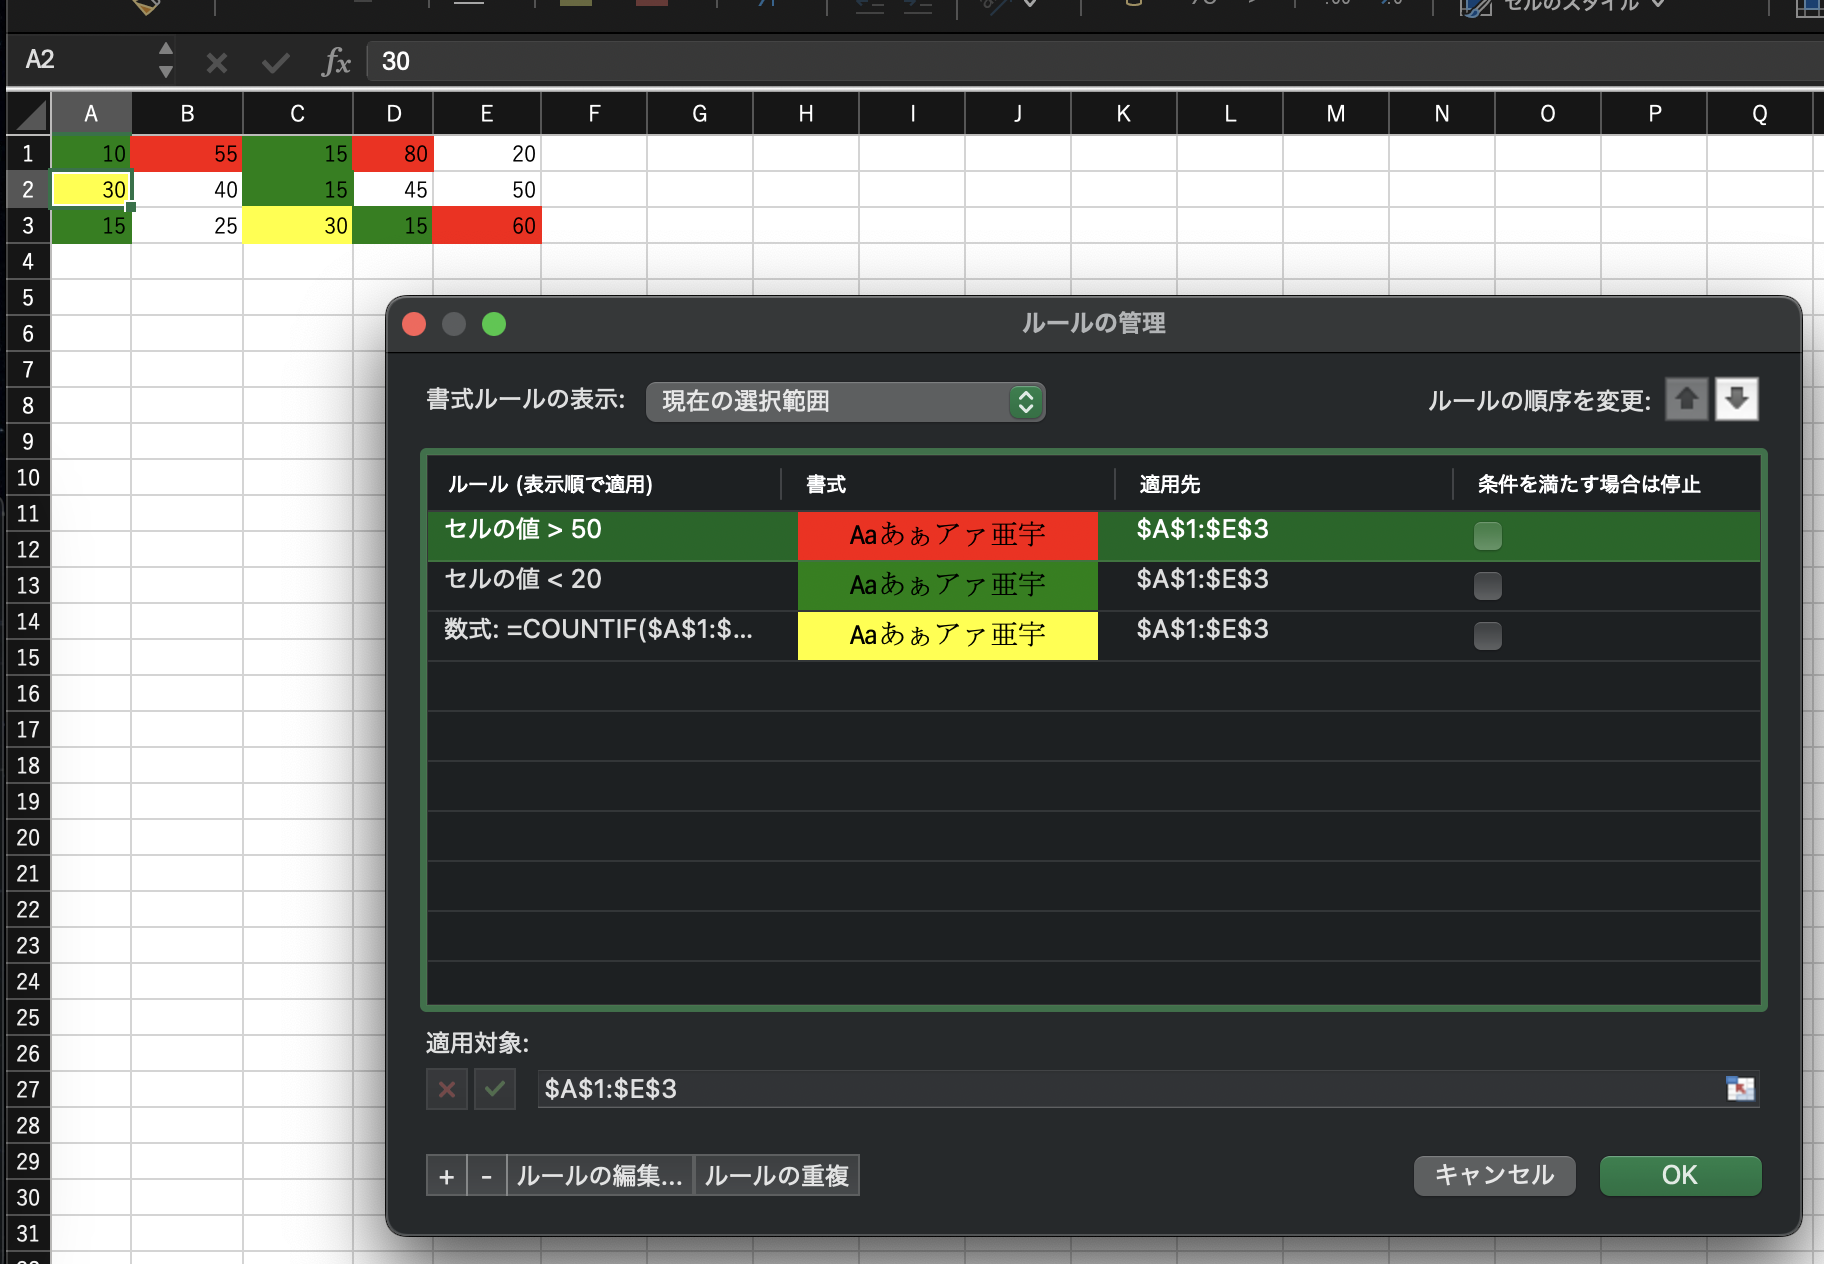 セルのスタイル
A2 fx 30
A B C D E F G H I J K L M N O P Q
1 10 55 15 80 20
2 30 40 15 45 50
3 15 25 30 15 60
4
5
6
7
8
9
10
11
12
13
14
15
16
17
18
19
20
21
22
23
24
25
26
27
28
29
30
31
ルールの管理
書式ルールの表示: 現在の選択範囲 ルールの順序を変更:
ルール (表示順で適用) 書式 適用先 条件を満たす場合は停止
セルの値 > 50 Aaあぁアァ亜宇 $A$1:$E$3
セルの値 < 20 Aaあぁアァ亜宇 $A$1:$E$3
数式: =COUNTIF($A$1:$... Aaあぁアァ亜宇 $A$1:$E$3
適用対象:
$A$1:$E$3
+ - ルールの編集... ルールの重複 キャンセル OK